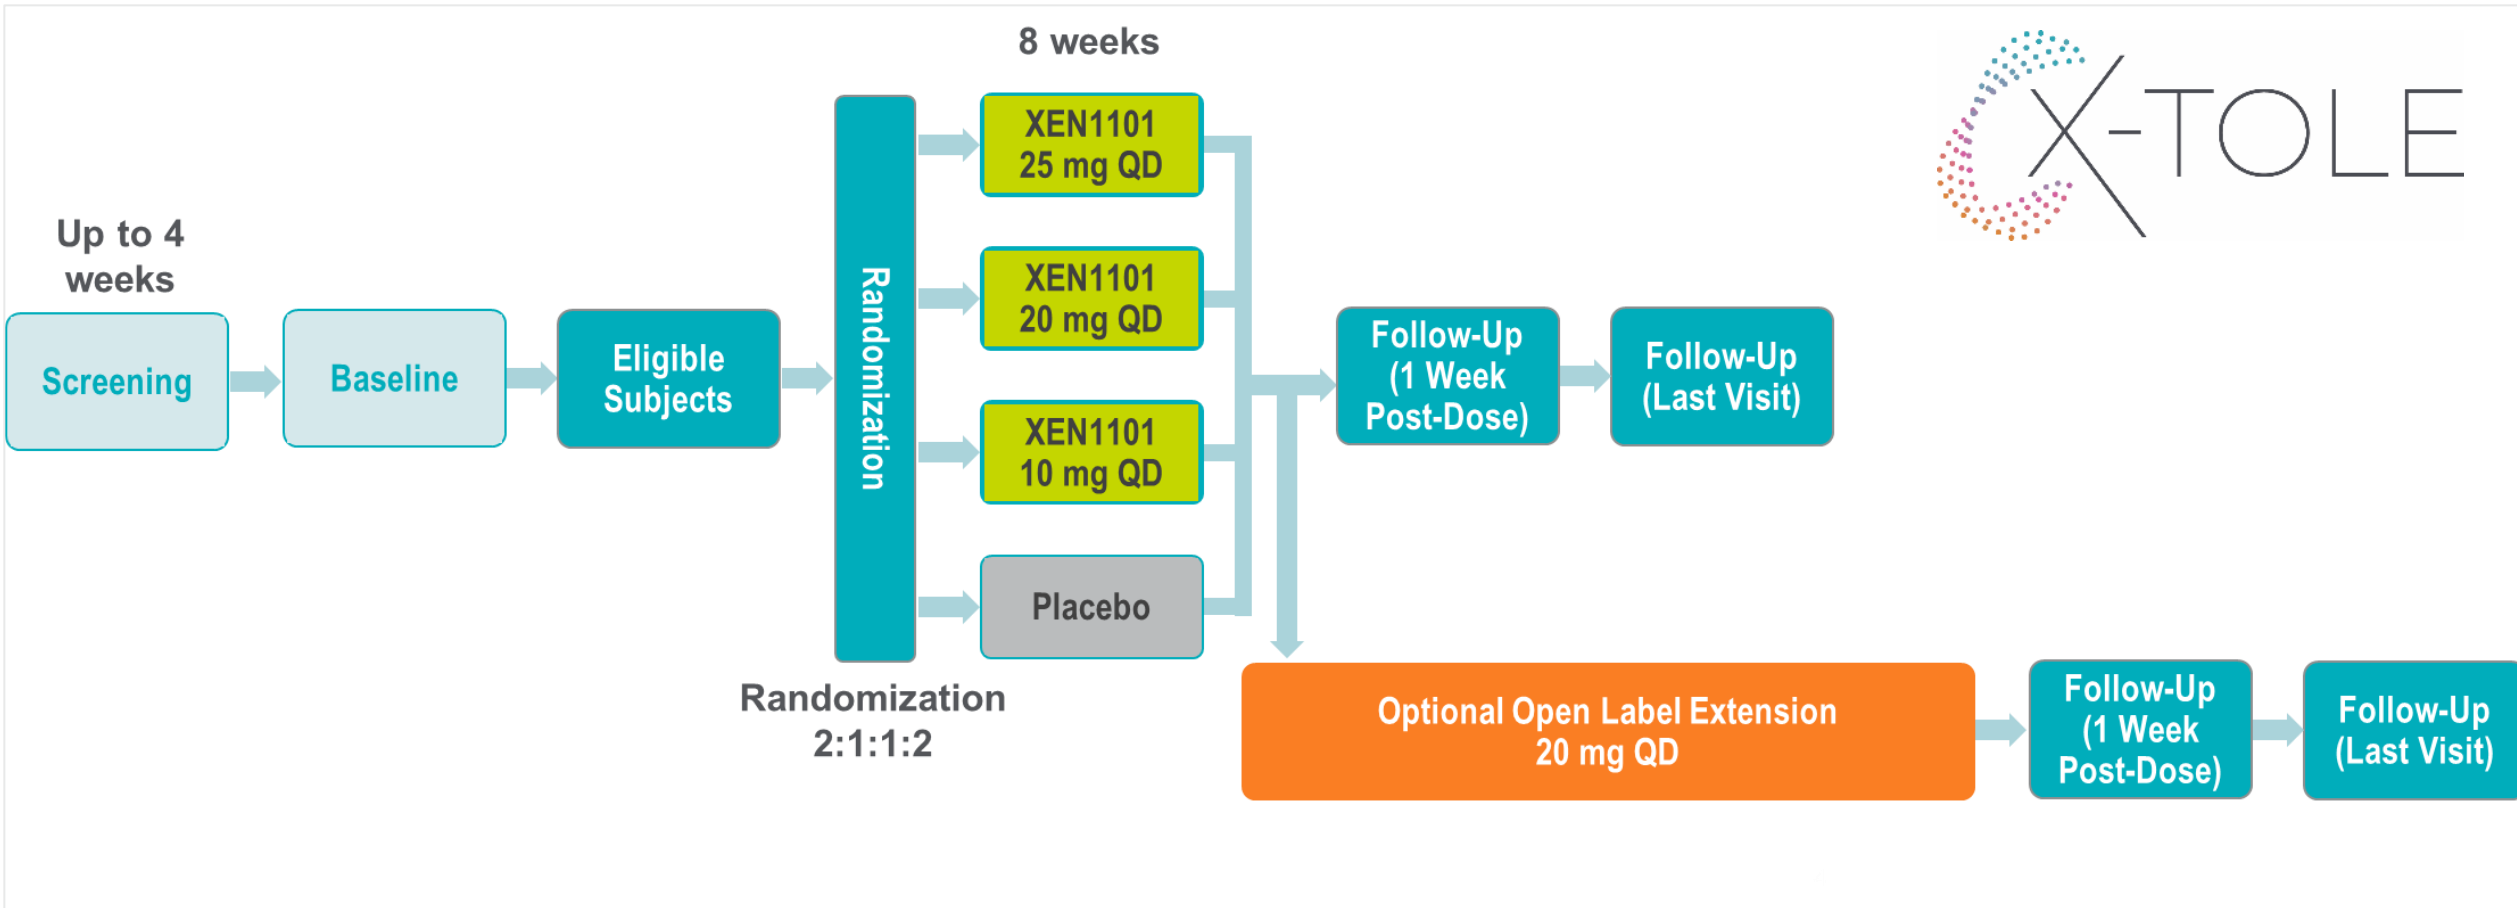 8 weeks
X-TOLE
XEN1101
25 mg QD
Up to 4
weeks
XEN1101
20 mg QD
Randomization
Screening
Baseline
Eligible
Subjects
Follow-Up
(1 Week
Post-Dose)
Follow-Up
(Last Visit)
XEN1101
10 mg QD
Placebo
Randomization
2:1:1:2
Optional Open Label Extension
20 mg QD
Follow-Up
(1 Week
Post-Dose)
Follow-Up
(Last Visit)